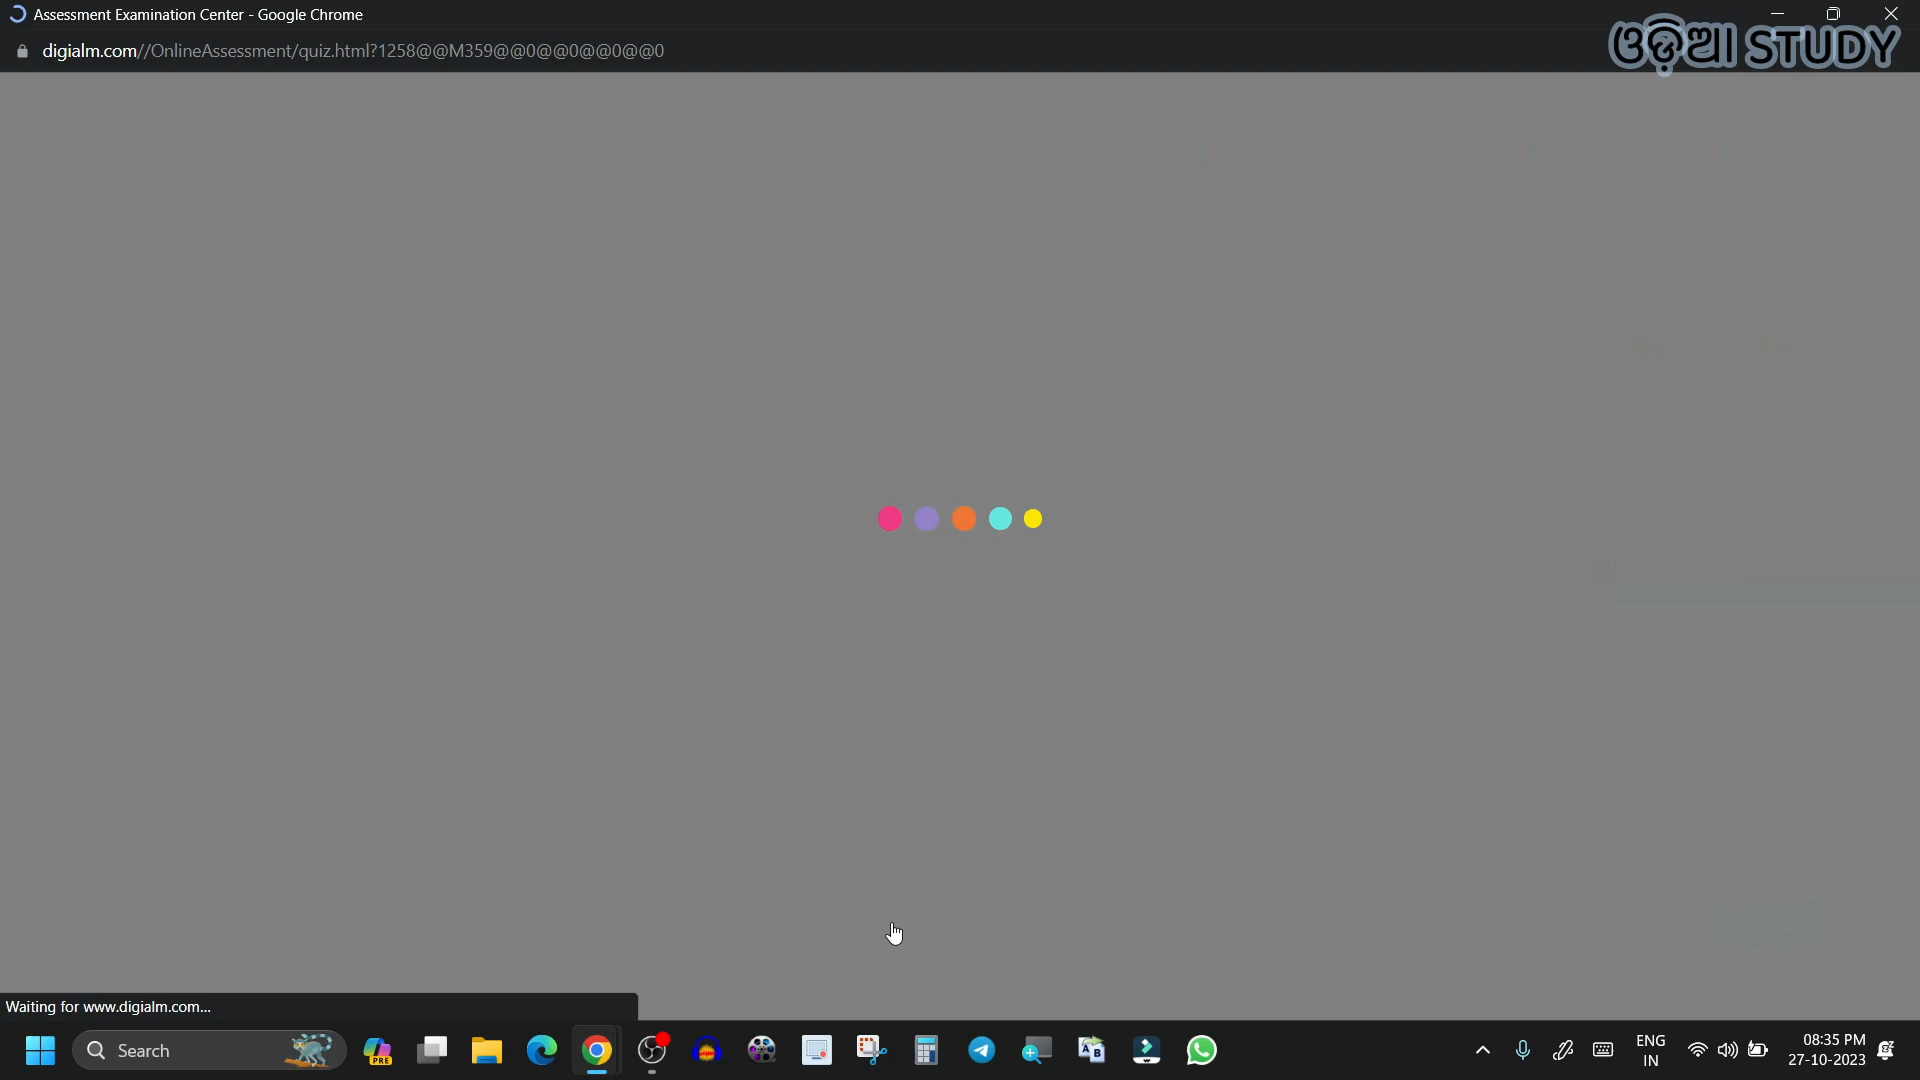 Assessment Examination Center - Google Chrome
digialm.com//OnlineAssessment/quiz.html?1258@@M359@@0@@0@@0@@0
ଓଡ଼ିଆ STUDY
Waiting for www.digialm.com...
Search
PRE
A
B
ENG
IN
08:35 PM
27-10-2023